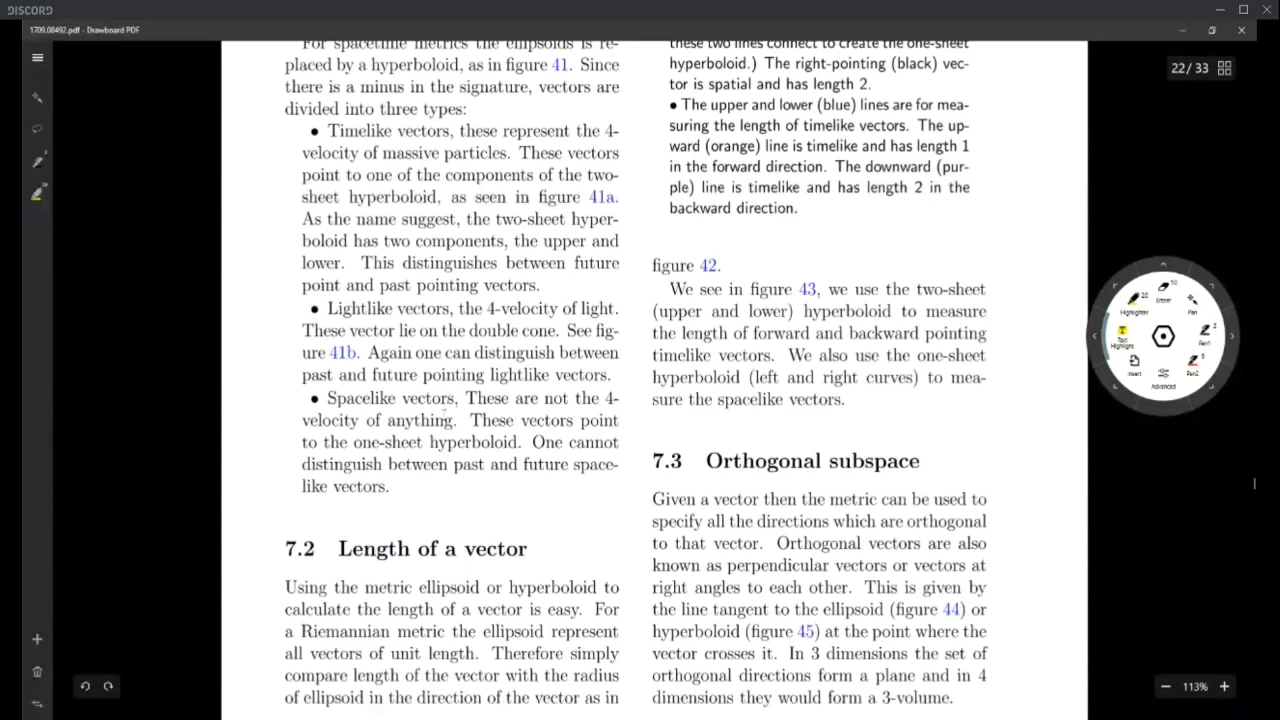 DISCORD
1709.08492.pdf - Drawboard PDF
For spacetime metrics the ellipsoids is re-
placed by a hyperboloid, as in figure 41. Since
there is a minus in the signature, vectors are
divided into three types:
• Timelike vectors, these represent the 4-
velocity of massive particles. These vectors
point to one of the components of the two-
sheet hyperboloid, as seen in figure 41a.
As the name suggest, the two-sheet hyper-
boloid has two components, the upper and
lower. This distinguishes between future
point and past pointing vectors.
• Lightlike vectors, the 4-velocity of light.
These vector lie on the double cone. See fig-
ure 41b. Again one can distinguish between
past and future pointing lightlike vectors.
• Spacelike vectors, These are not the 4-
velocity of anything. These vectors point
to the one-sheet hyperboloid. One cannot
distinguish between past and future space-
like vectors.
7.2 Length of a vector
Using the metric ellipsoid or hyperboloid to
calculate the length of a vector is easy. For
a Riemannian metric the ellipsoid represent
all vectors of unit length. Therefore simply
compare length of the vector with the radius
of ellipsoid in the direction of the vector as in
these two lines connect to create the one-sheet
hyperboloid.) The right-pointing (black) vec-
tor is spatial and has length 2.
• The upper and lower (blue) lines are for mea-
suring the length of timelike vectors. The up-
ward (orange) line is timelike and has length 1
in the forward direction. The downward (pur-
ple) line is timelike and has length 2 in the
backward direction.
figure 42.
We see in figure 43, we use the two-sheet
(upper and lower) hyperboloid to measure
the length of forward and backward pointing
timelike vectors. We also use the one-sheet
hyperboloid (left and right curves) to mea-
sure the spacelike vectors.
7.3 Orthogonal subspace
Given a vector then the metric can be used to
specify all the directions which are orthogonal
to that vector. Orthogonal vectors are also
known as perpendicular vectors or vectors at
right angles to each other. This is given by
the line tangent to the ellipsoid (figure 44) or
hyperboloid (figure 45) at the point where the
vector crosses it. In 3 dimensions the set of
orthogonal directions form a plane and in 4
dimensions they would form a 3-volume.
22 / 33
Highlighter
Eraser
Pan
Text
Highlight
Pen1
Insert
Pen2
Advanced
113%